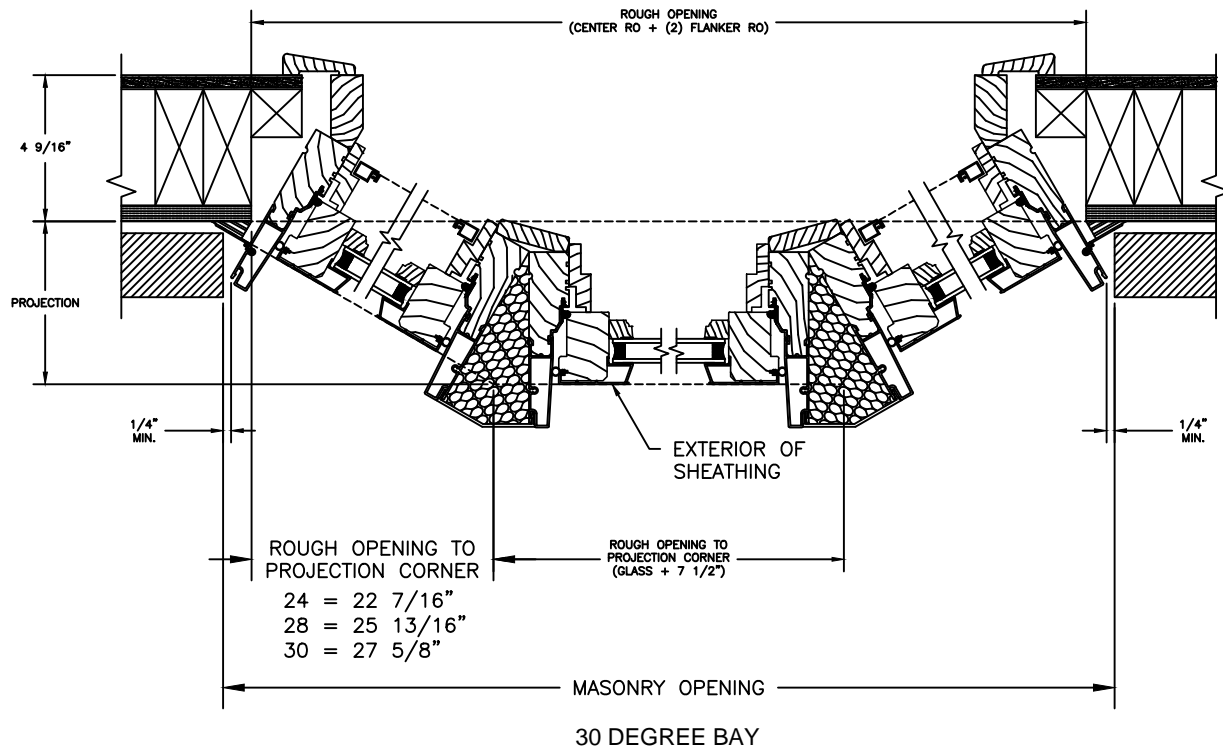 ROUGH OPENING
(CENTER RO + (2) FLANKER RO)
4 9/16"
PROJECTION
1/4"
MIN.
1/4"
MIN.
EXTERIOR OF
SHEATHING
ROUGH OPENING TO
PROJECTION CORNER
24 = 22 7/16"
28 = 25 13/16"
30 = 27 5/8"
ROUGH OPENING TO
PROJECTION CORNER
(GLASS + 7 1/2")
MASONRY OPENING
30 DEGREE BAY